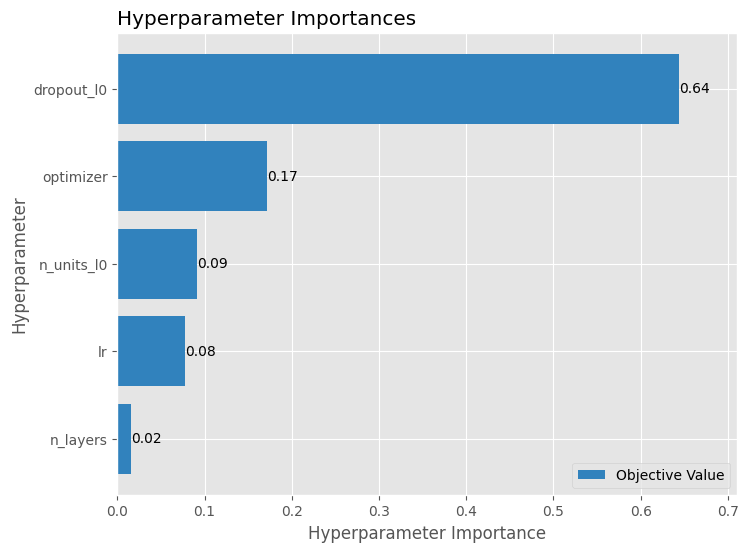 Hyperparameter Importances
dropout_l0
0.64
optimizer
0.17
n_units_l0
0.09
lr
0.08
n_layers
0.02
Hyperparameter
Objective Value
0.0 0.1 0.2 0.3 0.4 0.5 0.6 0.7
Hyperparameter Importance